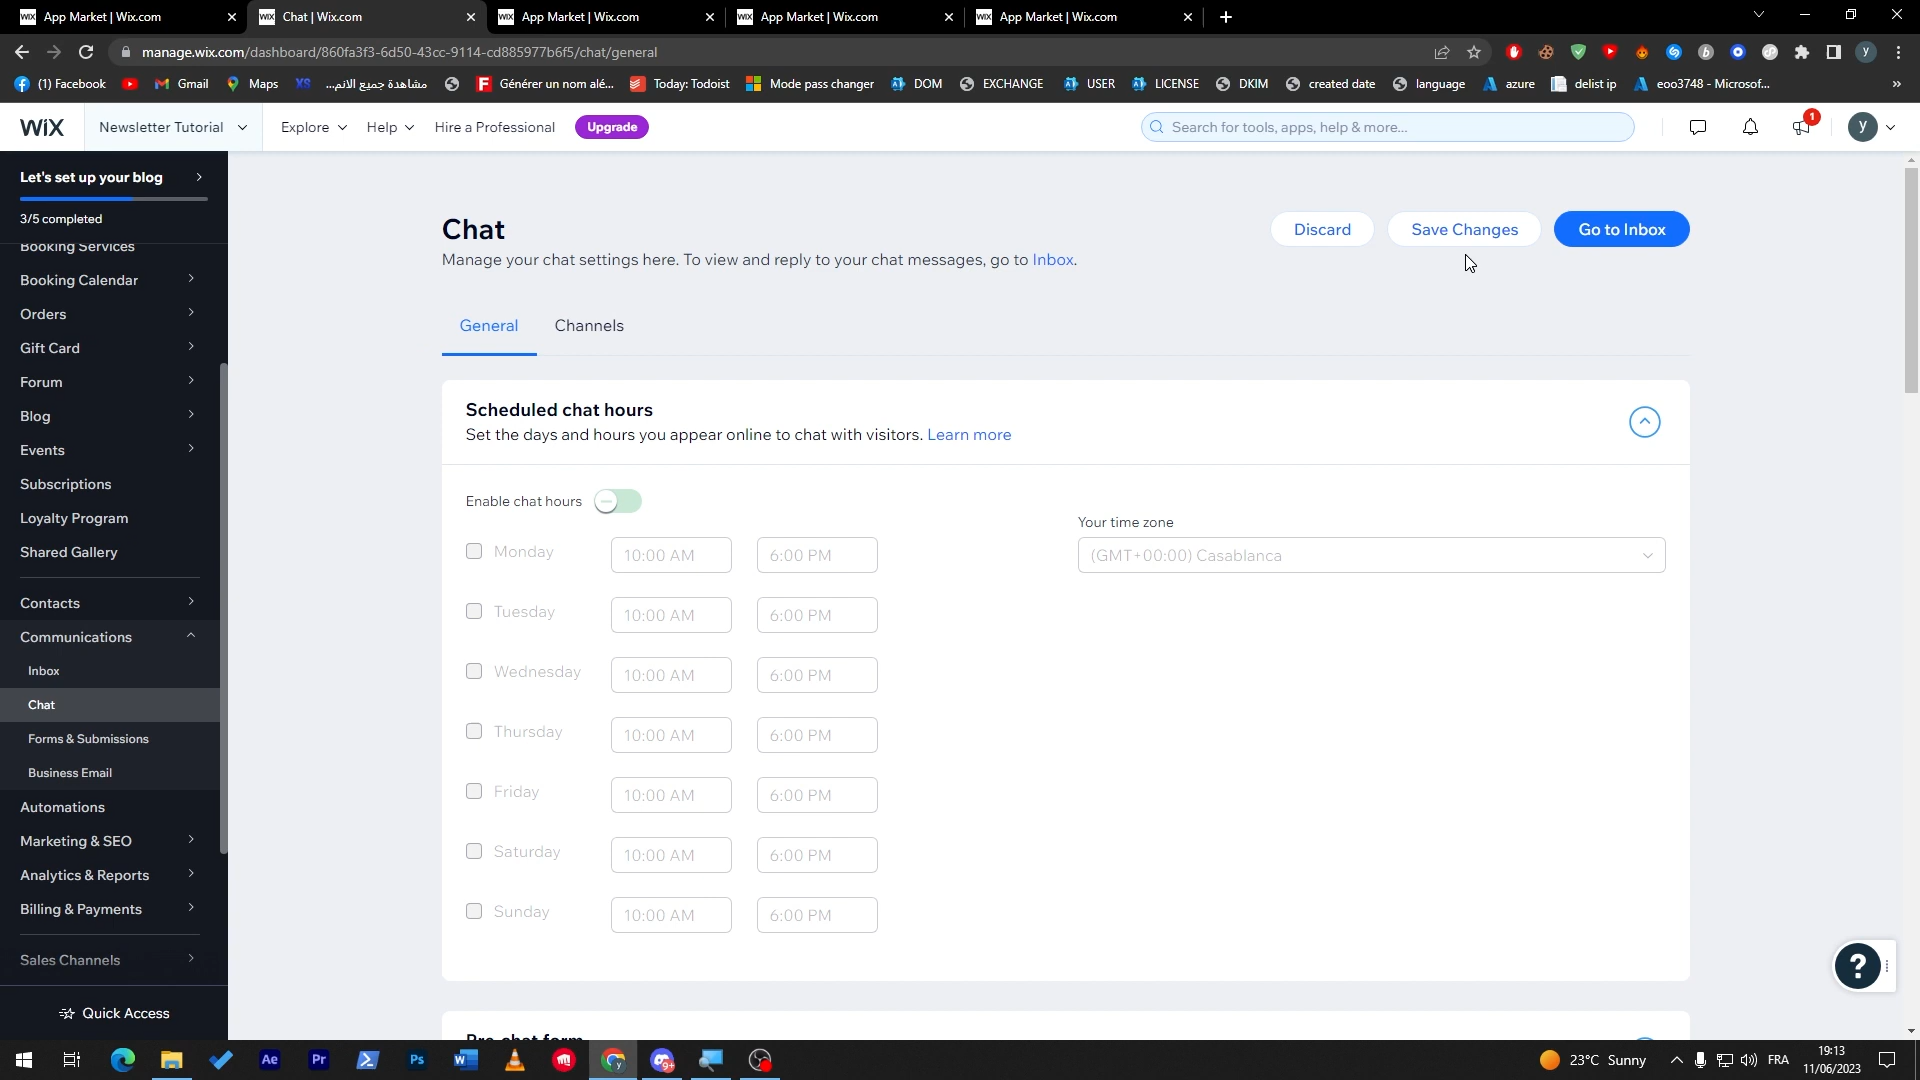 App Market | Wix.com
Chat | Wix.com
App Market | Wix.com
App Market | Wix.com
App Market | Wix.com
manage.wix.com/dashboard/860fa3f3-6d50-43cc-9114-cd885977b6f5/chat/general
(1) Facebook
Gmail
Maps
مشاهدة جميع الانم...
Générer un nom alé...
Today: Todoist
Mode pass changer
DOM
EXCHANGE
USER
LICENSE
DKIM
created date
language
azure
delist ip
eoo3748 - Microsof...
WIX
Newsletter Tutorial
Explore
Help
Hire a Professional
Upgrade
Search for tools, apps, help & more...
1
y
Let's set up your blog
3/5 completed
Booking Services
Booking Calendar
Orders
Gift Card
Forum
Blog
Events
Subscriptions
Loyalty Program
Shared Gallery
Contacts
Communications
Inbox
Chat
Forms & Submissions
Business Email
Automations
Marketing & SEO
Analytics & Reports
Billing & Payments
Sales Channels
Quick Access
Chat
Manage your chat settings here. To view and reply to your chat messages, go to Inbox.
Discard
Save Changes
Go to Inbox
General
Channels
Scheduled chat hours
Set the days and hours you appear online to chat with visitors. Learn more
Enable chat hours
Your time zone
(GMT+00:00) Casablanca
Monday 10:00 AM 6:00 PM
Tuesday 10:00 AM 6:00 PM
Wednesday 10:00 AM 6:00 PM
Thursday 10:00 AM 6:00 PM
Friday 10:00 AM 6:00 PM
Saturday 10:00 AM 6:00 PM
Sunday 10:00 AM 6:00 PM
?
23°C Sunny
FRA
19:13
11/06/2023